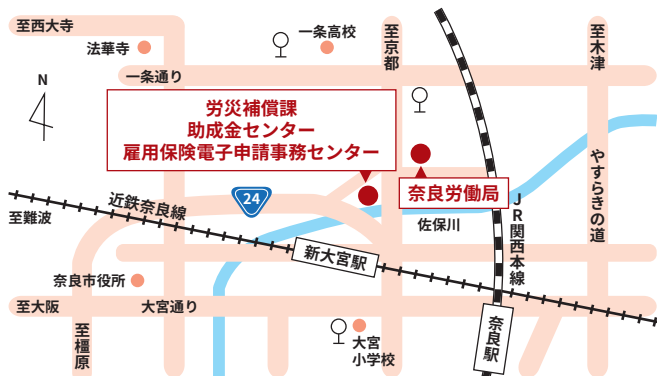 至西大寺
法華寺
一条高校
至京都
至木津
一条通り
N
労災補償課
助成金センター
雇用保険電子申請事務センター
奈良労働局
やすらきの道
24
近鉄奈良線
至難波
佐保川
JR関西本線
新大宮駅
奈良市役所
至大阪
大宮通り
至橿原
大宮
小学校
奈良駅